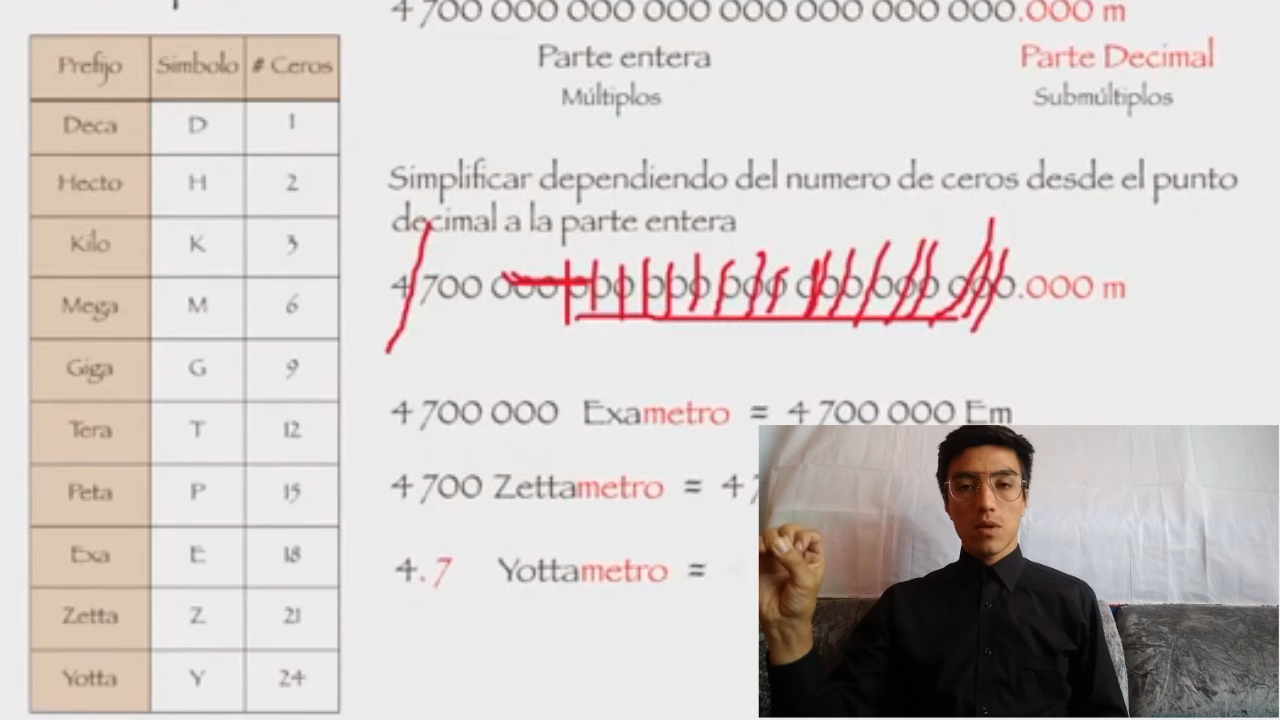 4 700 000 000 000 000 000 000 000.000 m
Parte entera
Parte Decimal
Múltiplos
Submúltiplos
Prefijo Simbolo # Ceros
Deca D 1
Hecto H 2
Kilo K 3
Mega M 6
Giga G 9
Tera T 12
Peta P 15
Exa E 18
Zetta Z 21
Yotta Y 24
Simplificar dependiendo del numero de ceros desde el punto
decimal a la parte entera
4 700 000 000 000 000 000 000 000.000 m
4 700 000 Exametro = 4 700 000 Em
4 700 Zettametro = 4 7
4.7 Yottametro =